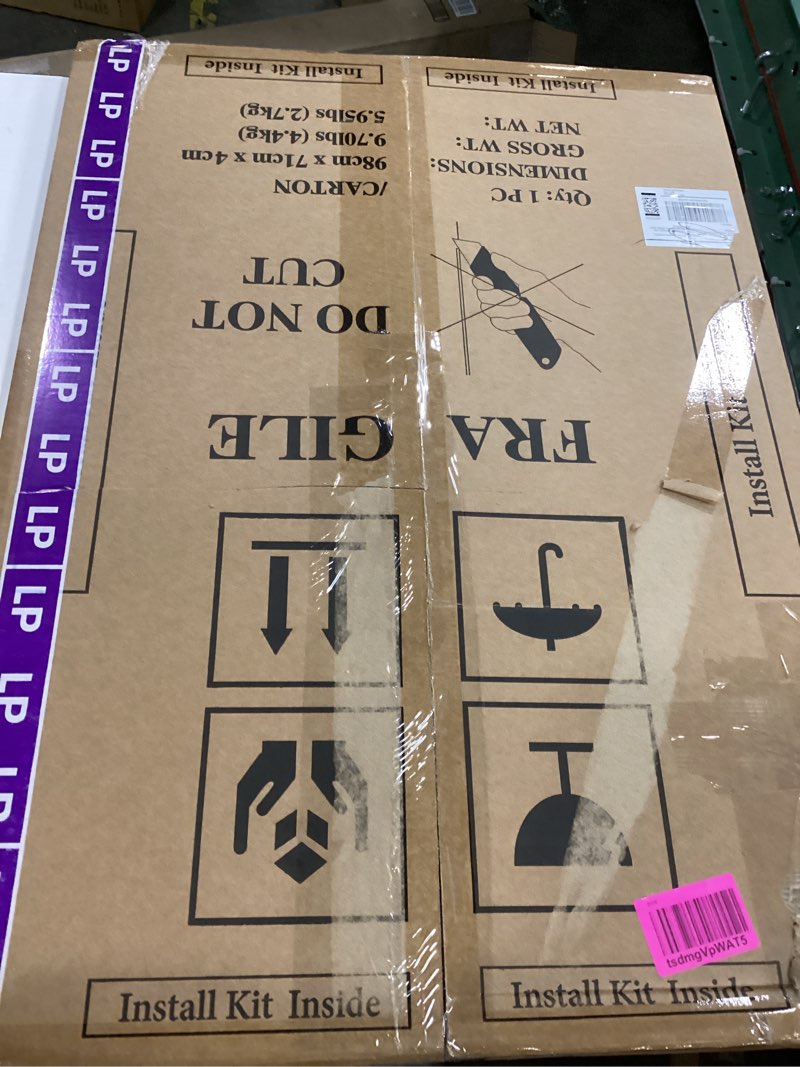 Install Kit Inside
Install Kit Inside
FRAGILE
DO NOT
CUT
Qty: 1 PC /CARTON
DIMENSIONS: 98cm x 71cm x 4cm
GROSS WT: 9.70lbs (4.4kg)
NET WT: 5.95lbs (2.7kg)
Install Kit Inside
Install Kit Inside
Install Kit
tsdmgVpWAT5
LP
LP
LP
LP
LP
LP
LP
LP
LP
LP
LP
LP